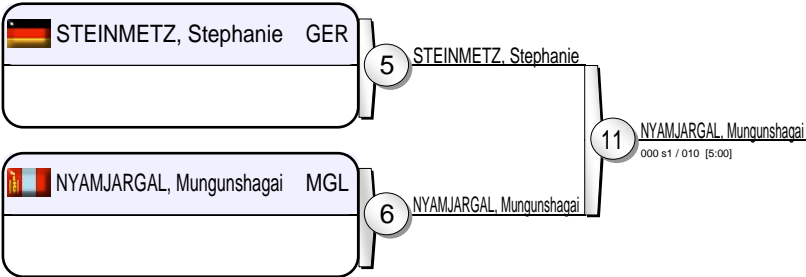 STEINMETZ, Stephanie GER
5
STEINMETZ, Stephanie
11
NYAMJARGAL, Mungunshagai
000 s1 / 010 [5:00]
NYAMJARGAL, Mungunshagai MGL
6
NYAMJARGAL, Mungunshagai